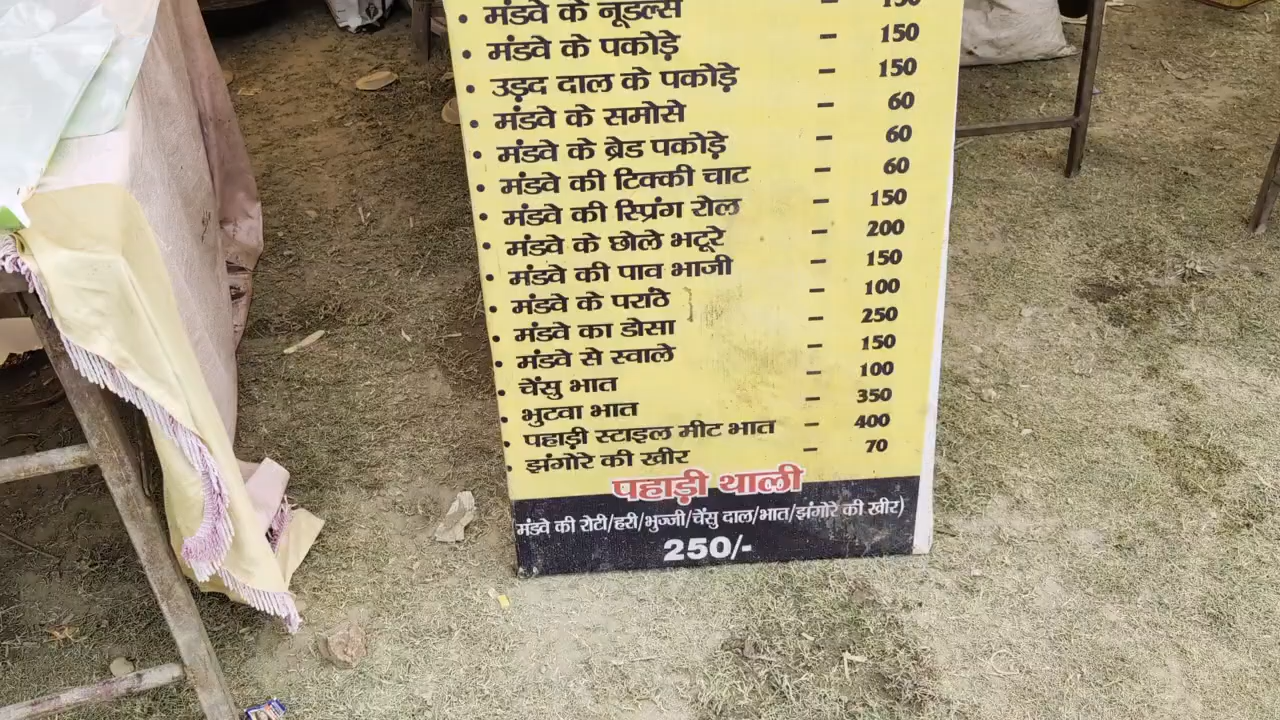 • मंडवे के नूडल्स -
• मंडवे के पकोड़े - 150
• उड़द दाल के पकोड़े - 150
• मंडवे के समोसे - 60
• मंडवे के ब्रेड पकोड़े - 60
• मंडवे की टिक्की चाट - 60
• मंडवे की स्प्रिंग रोल - 150
• मंडवे के छोले भटूरे - 200
• मंडवे की पाव भाजी - 150
• मंडवे के परांठे - 100
• मंडवे का डोसा - 250
• मंडवे से स्वाले - 150
• चेंसु भात - 100
• भुटवा भात - 350
• पहाड़ी स्टाइल मीट भात - 400
• झंगोरे की खीर - 70
पहाड़ी थाली
मंडवे की रोटी/हरी/भुज्जी/चेंसु दाल/भात/झंगोरे की खीर)
250/-